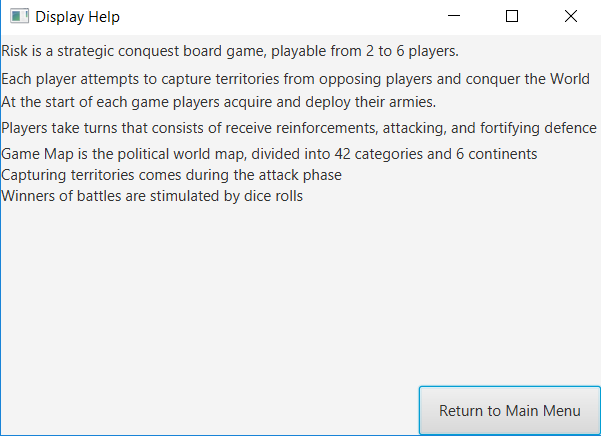 Display Help
Risk is a strategic conquest board game, playable from 2 to 6 players.
Each player attempts to capture territories from opposing players and conquer the World
At the start of each game players acquire and deploy their armies.
Players take turns that consists of receive reinforcements, attacking, and fortifying defence
Game Map is the political world map, divided into 42 categories and 6 continents
Capturing territories comes during the attack phase
Winners of battles are stimulated by dice rolls
Return to Main Menu